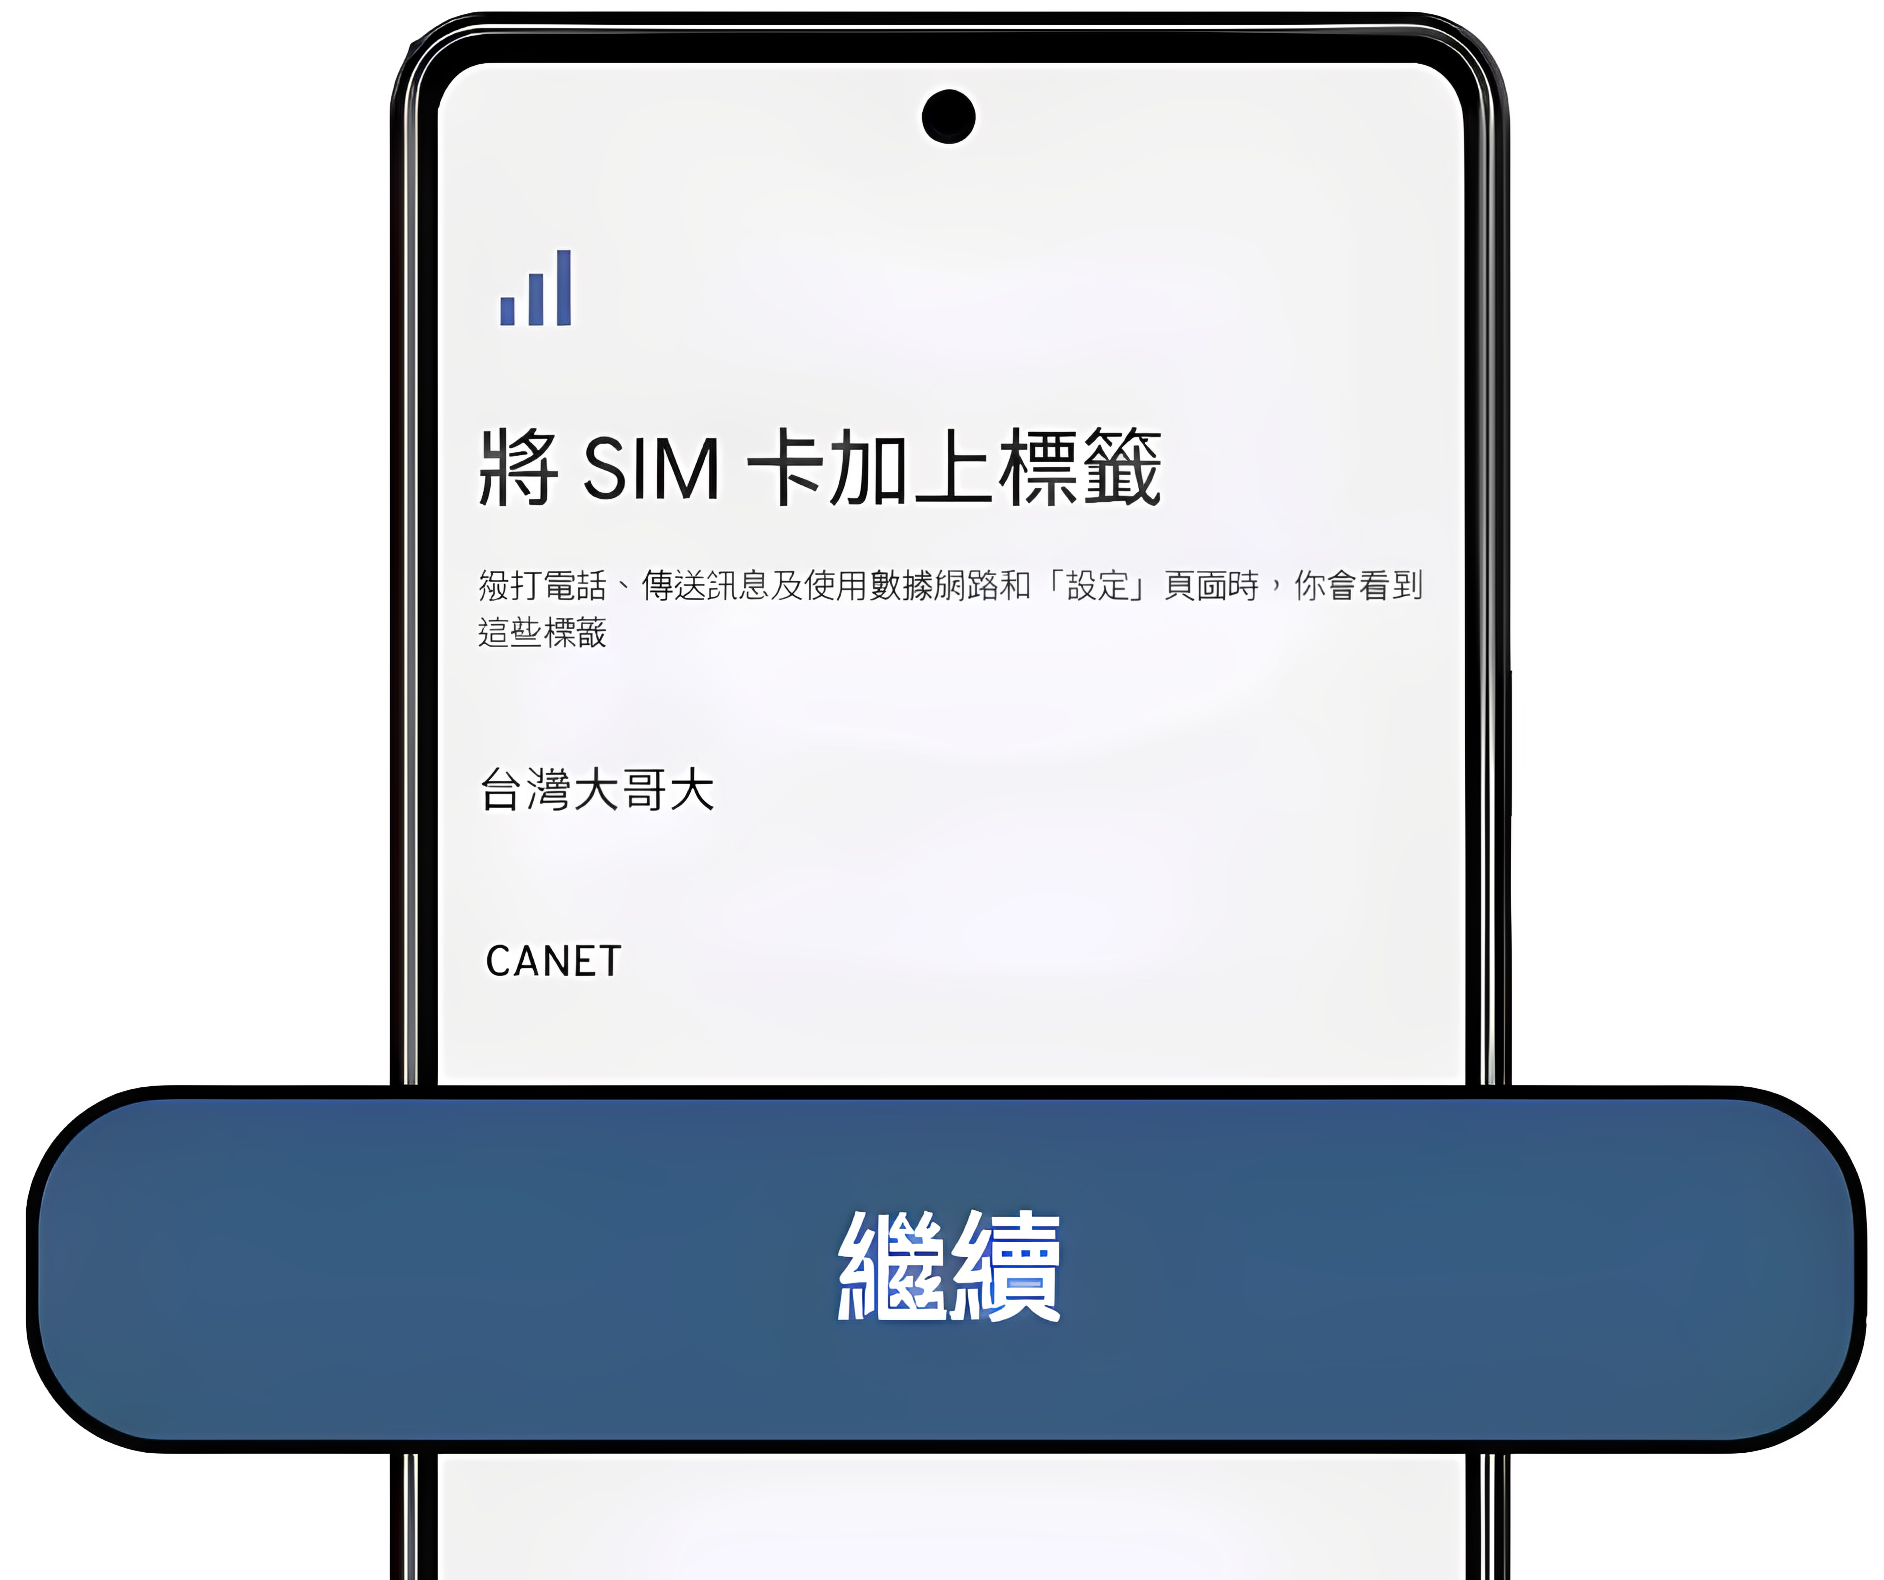 將 SIM 卡加上標籤
撥打電話、傳送訊息及使用數據網路和「設定」頁面時，你會看到
這些標籤
台灣大哥大
CANET
繼續